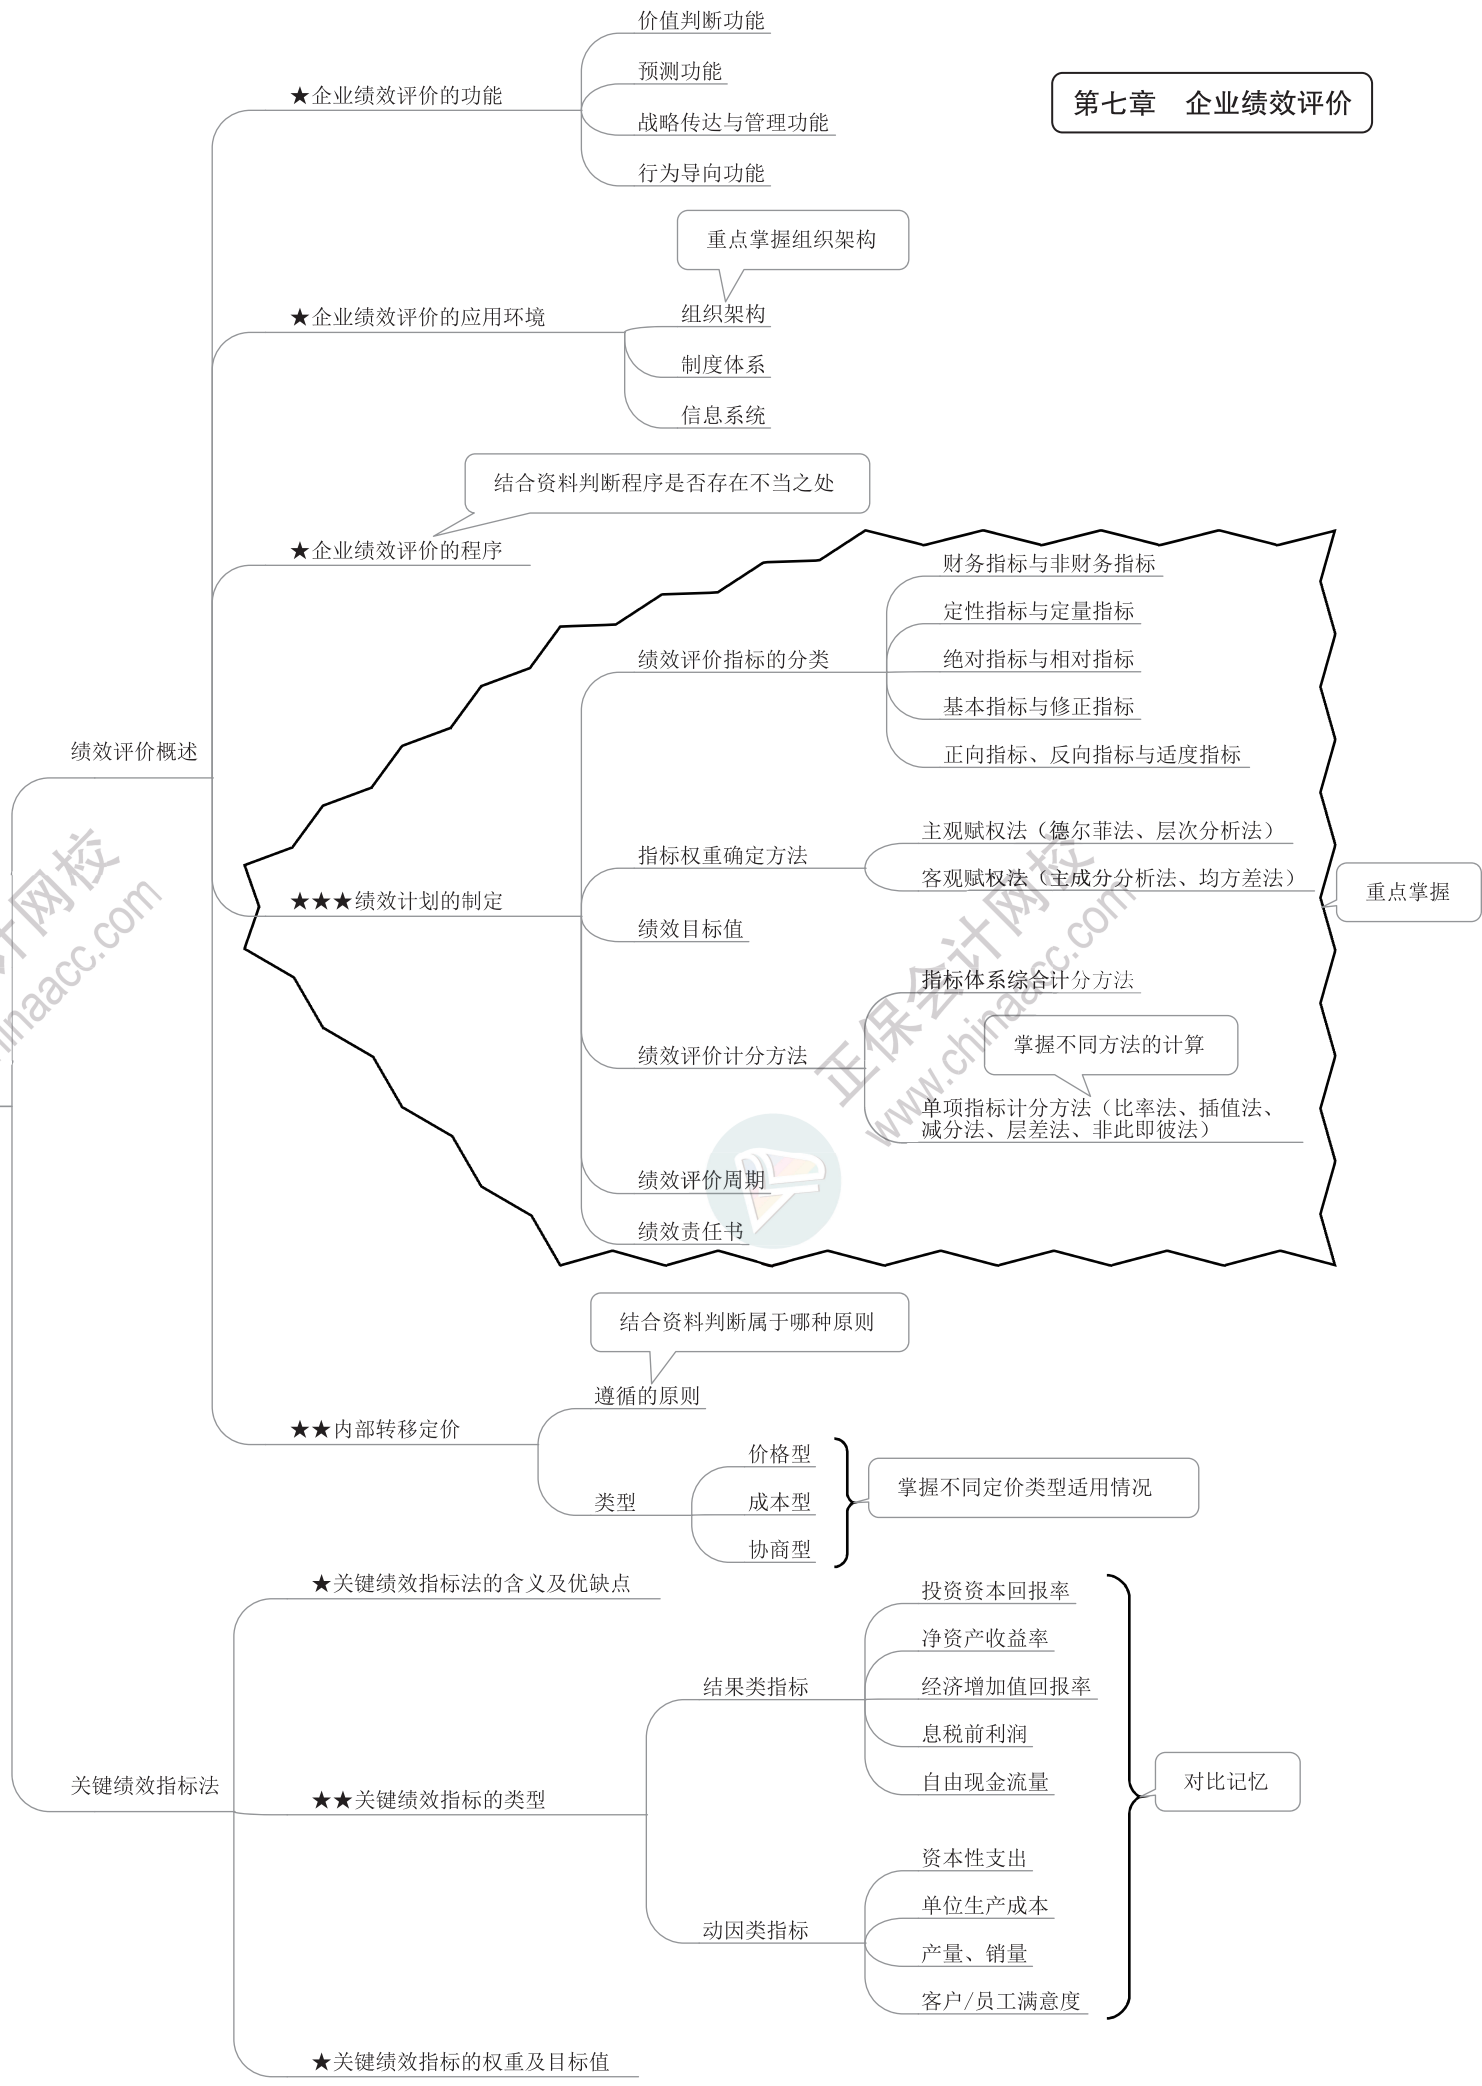 第七章　企业绩效评价
绩效评价概述
★企业绩效评价的功能
价值判断功能
预测功能
战略传达与管理功能
行为导向功能
★企业绩效评价的应用环境
重点掌握组织架构
组织架构
制度体系
信息系统
结合资料判断程序是否存在不当之处
★企业绩效评价的程序
★★★绩效计划的制定
绩效评价指标的分类
财务指标与非财务指标
定性指标与定量指标
绝对指标与相对指标
基本指标与修正指标
正向指标、反向指标与适度指标
指标权重确定方法
主观赋权法（德尔菲法、层次分析法）
客观赋权法（主成分分析法、均方差法）
重点掌握
绩效目标值
绩效评价计分方法
指标体系综合计分方法
掌握不同方法的计算
单项指标计分方法（比率法、插值法、
减分法、层差法、非此即彼法）
绩效评价周期
绩效责任书
★★内部转移定价
结合资料判断属于哪种原则
遵循的原则
类型
价格型
成本型
协商型
掌握不同定价类型适用情况
关键绩效指标法
★关键绩效指标法的含义及优缺点
★★关键绩效指标的类型
结果类指标
投资资本回报率
净资产收益率
经济增加值回报率
息税前利润
自由现金流量
动因类指标
资本性支出
单位生产成本
产量、销量
客户/员工满意度
对比记忆
★关键绩效指标的权重及目标值
计网校
inaacc.com
正保会计网校
www.chinaacc.com